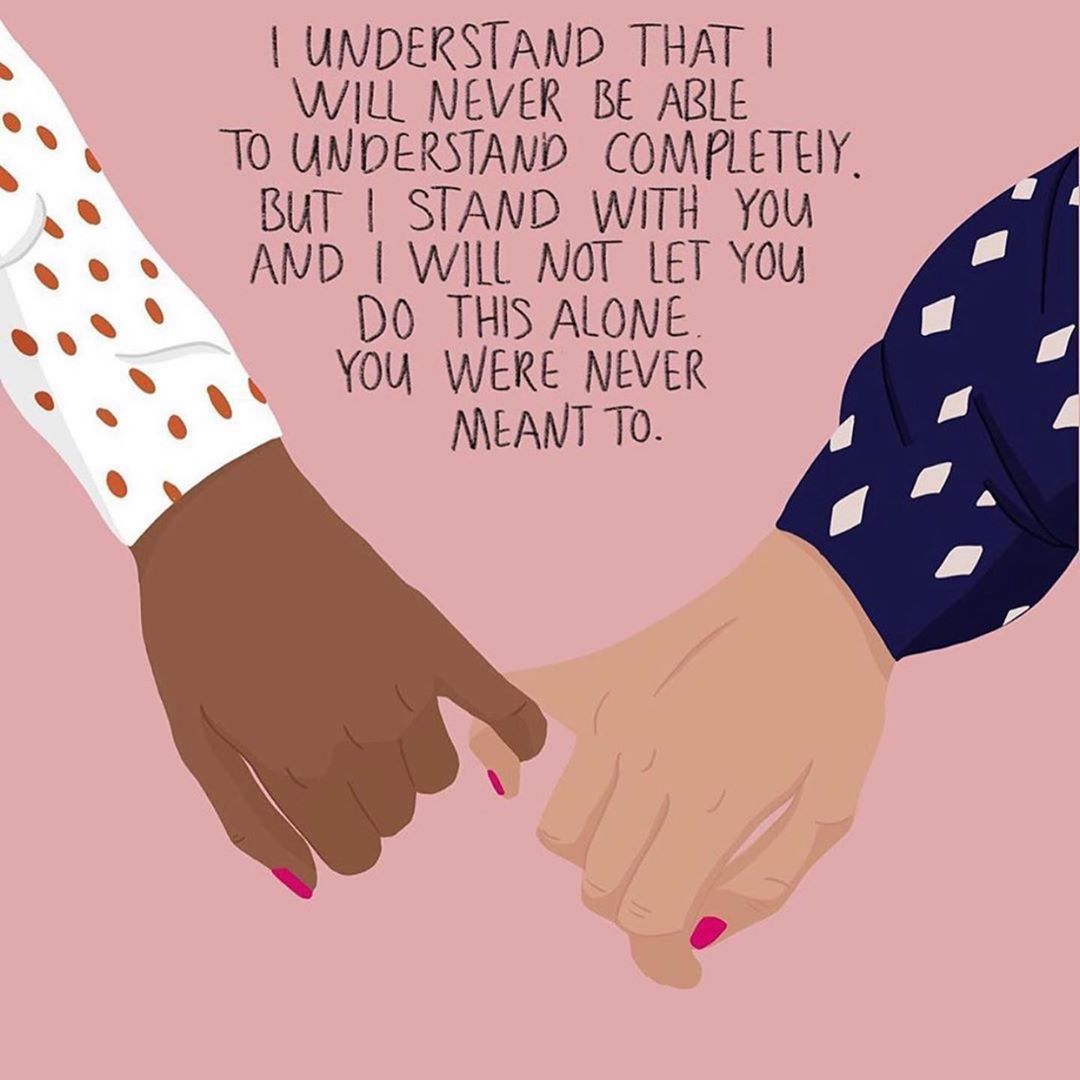 I UNDERSTAND THAT I
WILL NEVER BE ABLE
TO UNDERSTAND COMPLETElY.
BUT I STAND WITH YOU
AND I WILL NOT LET YOU
DO THIS ALONE.
YOU WERE NEVER
MEANT TO.